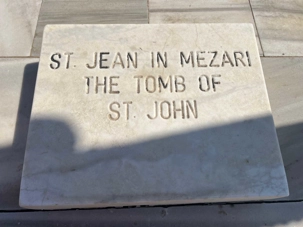 ST. JEAN IN MEZARI
THE TOMB OF
ST. JOHN